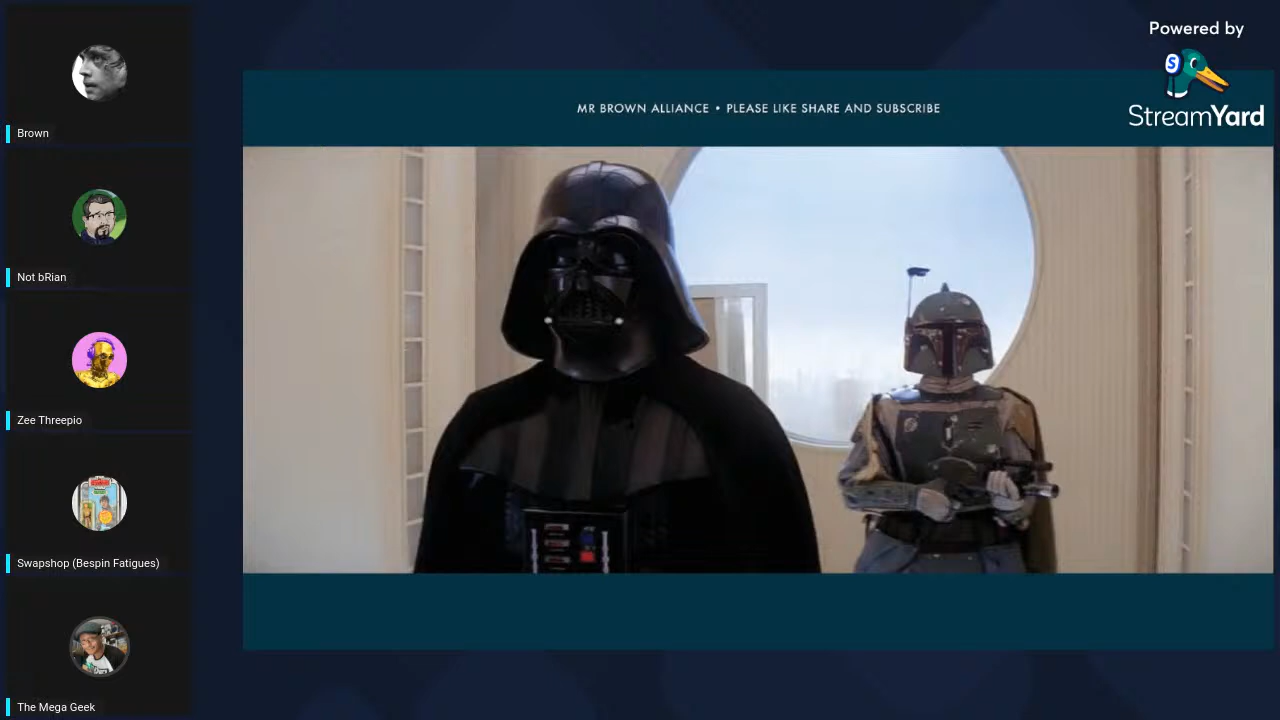 Powered by
S
StreamYard
MR BROWN ALLIANCE • PLEASE LIKE SHARE AND SUBSCRIBE
Brown
Not bRian
Zee Threepio
Swapshop (Bespin Fatigues)
The Mega Geek